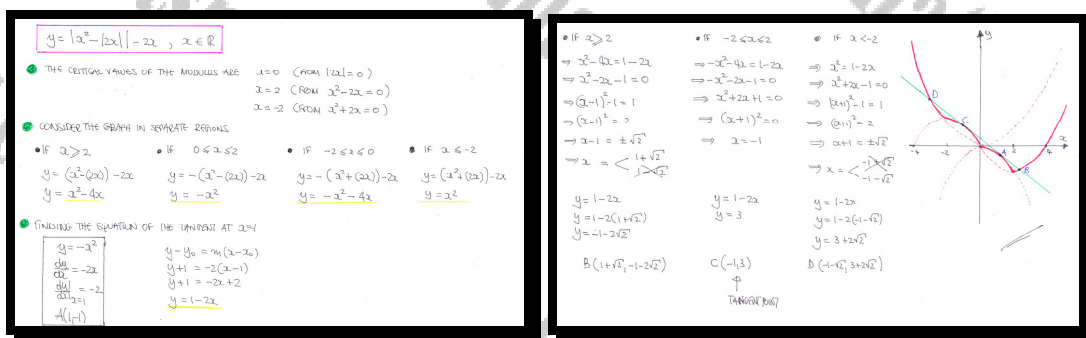 y = |x² - |2x|| - 2x , x ∈ ℝ
THE CRITICAL VALUES OF THE MODULUS ARE x=0 (FROM |2x|=0)
x=2 (FROM x²-2x=0)
x=-2 (FROM x²+2x=0)
CONSIDER THE GRAPH IN SEPARATE REGIONS
• IF x≥2 • IF 0≤x≤2 • IF -2≤x≤0 • IF x≤-2
y=(x²-(2x))-2x y=-(x²-(2x))-2x y=-(x²+(2x))-2x y=(x²+(2x))-2x
y=x²-4x y=-x² y=-x²-4x y=x²
FINDING THE EQUATION OF THE TANGENT AT x=1
y=-x² y-y₀=m(x-x₀)
dy/dx=-2x y+1=-2(x-1)
dy/dx|x=1=-2 y+1=-2x+2
A(1,-1) y=1-2x
• IF x≥2 • IF -2≤x≤2 • IF x<-2
⇒ x²-4x=1-2x ⇒ -x²-4x=1-2x ⇒ x²=1-2x
⇒ x²-2x-1=0 ⇒ -x²-2x-1=0 ⇒ x²+2x-1=0
⇒ (x-1)²-1=1 ⇒ x²+2x+1=0 ⇒ (x+1)²-1=1
⇒ (x-1)²=2 ⇒ (x+1)²=0 ⇒ (x+1)²=2
⇒ x-1=±√2 ⇒ x=-1 ⇒ x+1=±√2
⇒ x=< 1+√2 ⇒ x=< -1+√2
1-√2 -1-√2
y=1-2x y=1-2x y=1-2x
y=1-2(1+√2) y=3 y=1-2(-1-√2)
y=-1-2√2 y=3+2√2
B(1+√2,-1-2√2) C(-1,3) D(-1-√2,3+2√2)
TANGENT POINT
y
D
C
A
B
-4 -2 2 4 x